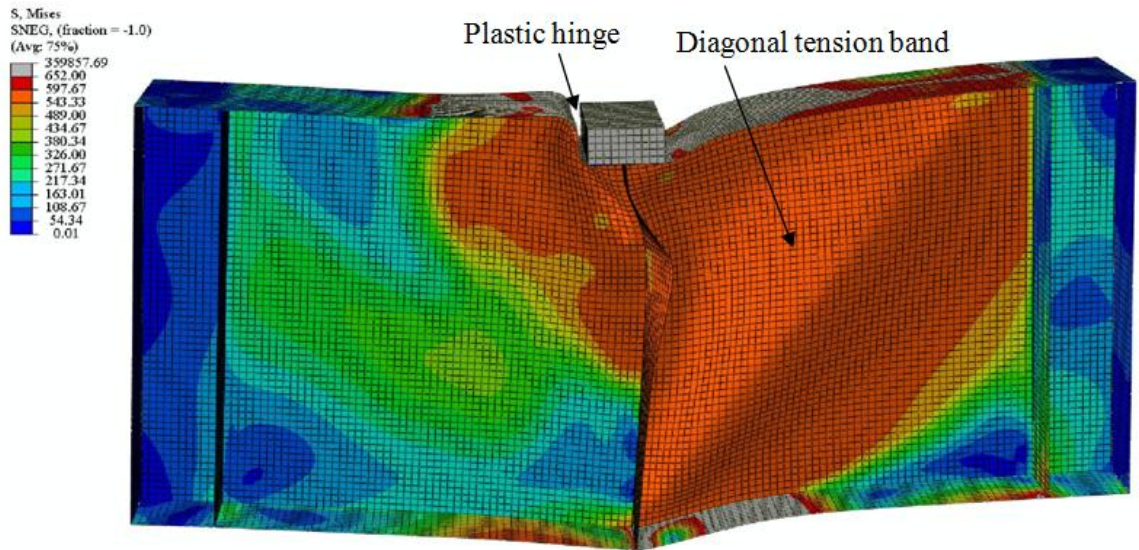 S, Mises
SNEG, (fraction = -1.0)
(Avg: 75%)
359857.69
652.00
597.67
543.33
489.00
434.67
380.34
326.00
271.67
217.34
163.01
108.67
54.34
0.01
Plastic hinge
Diagonal tension band